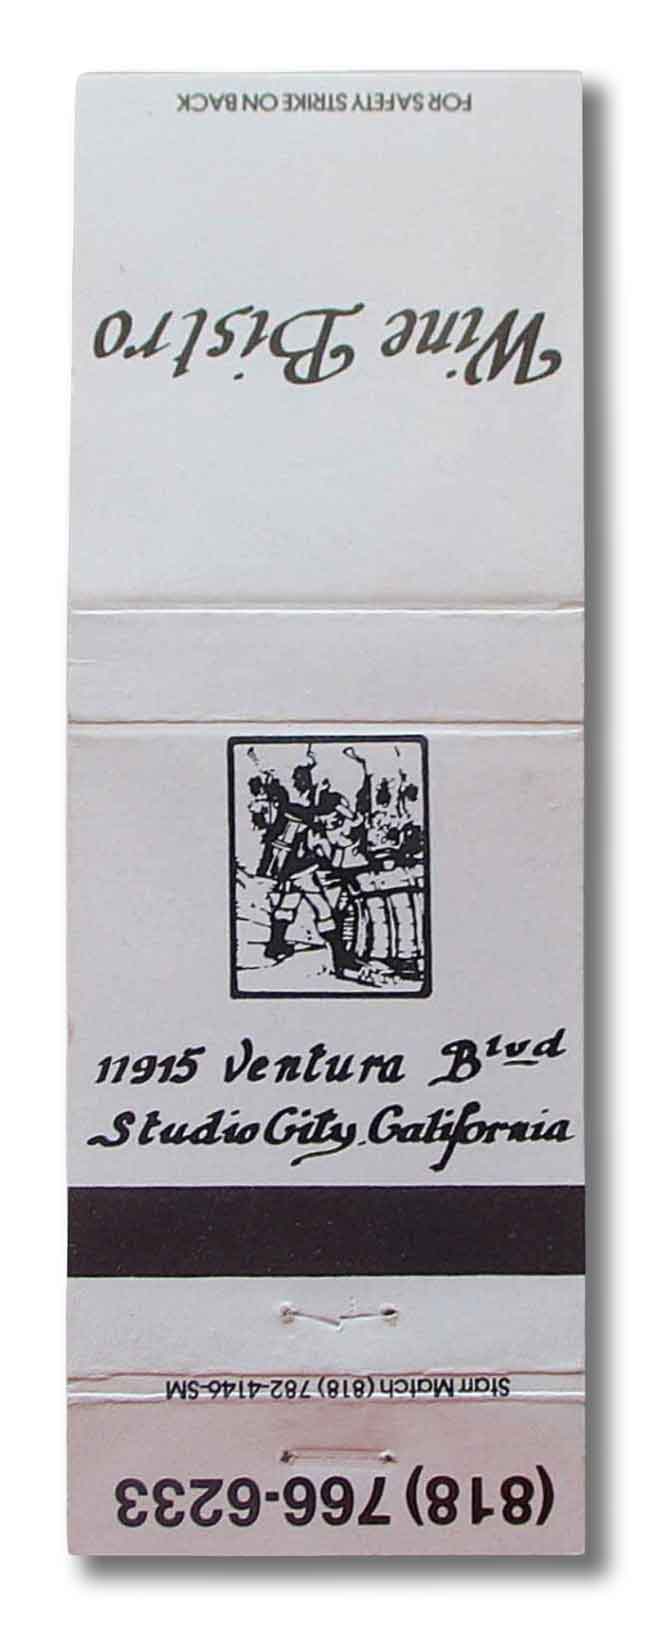 FOR SAFETY STRIKE ON BACK
Wine Bistro
11915 Ventura Blvd
Studio City, California
Starr Match (818) 782-4146-SM
(818) 766-6233